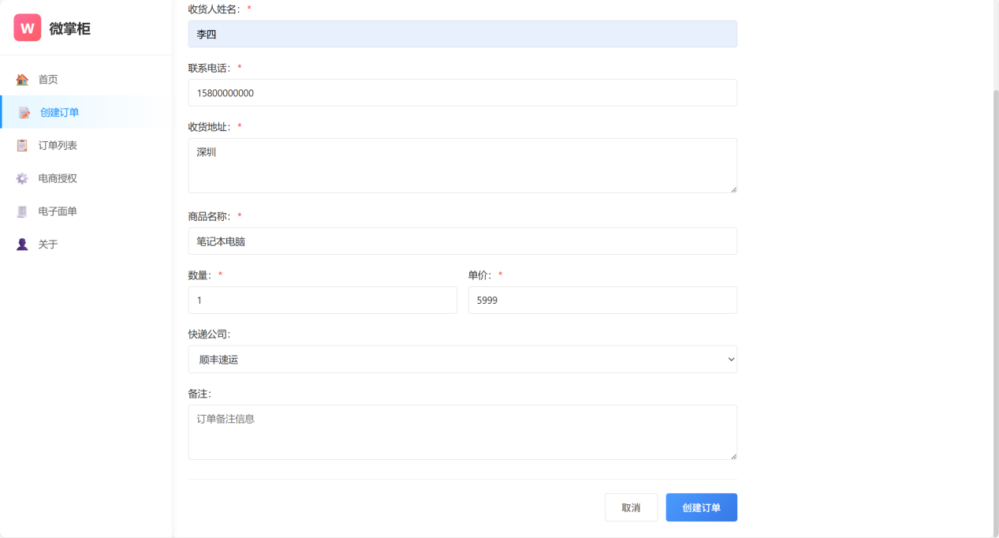 W 微掌柜
首页
创建订单
订单列表
电商授权
电子面单
关于
收货人姓名： *
李四
联系电话： *
15800000000
收货地址： *
深圳
商品名称： *
笔记本电脑
数量： * 单价： *
1 5999
快递公司：
顺丰速运
备注：
订单备注信息
取消 创建订单